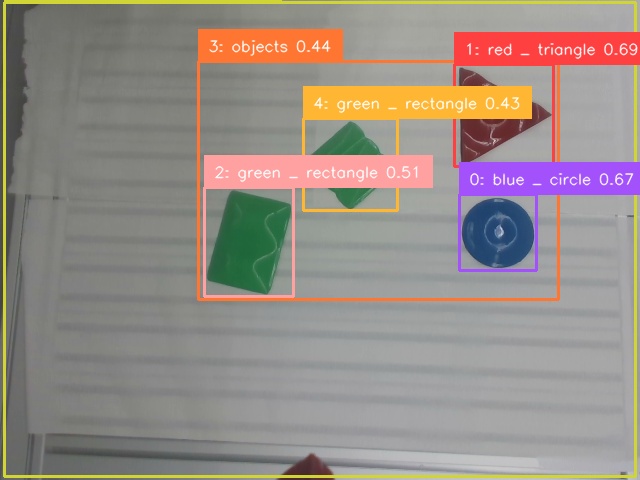 3: objects 0.44
1: red _ triangle 0.69
4: green _ rectangle 0.43
2: green _ rectangle 0.51
0: blue _ circle 0.67